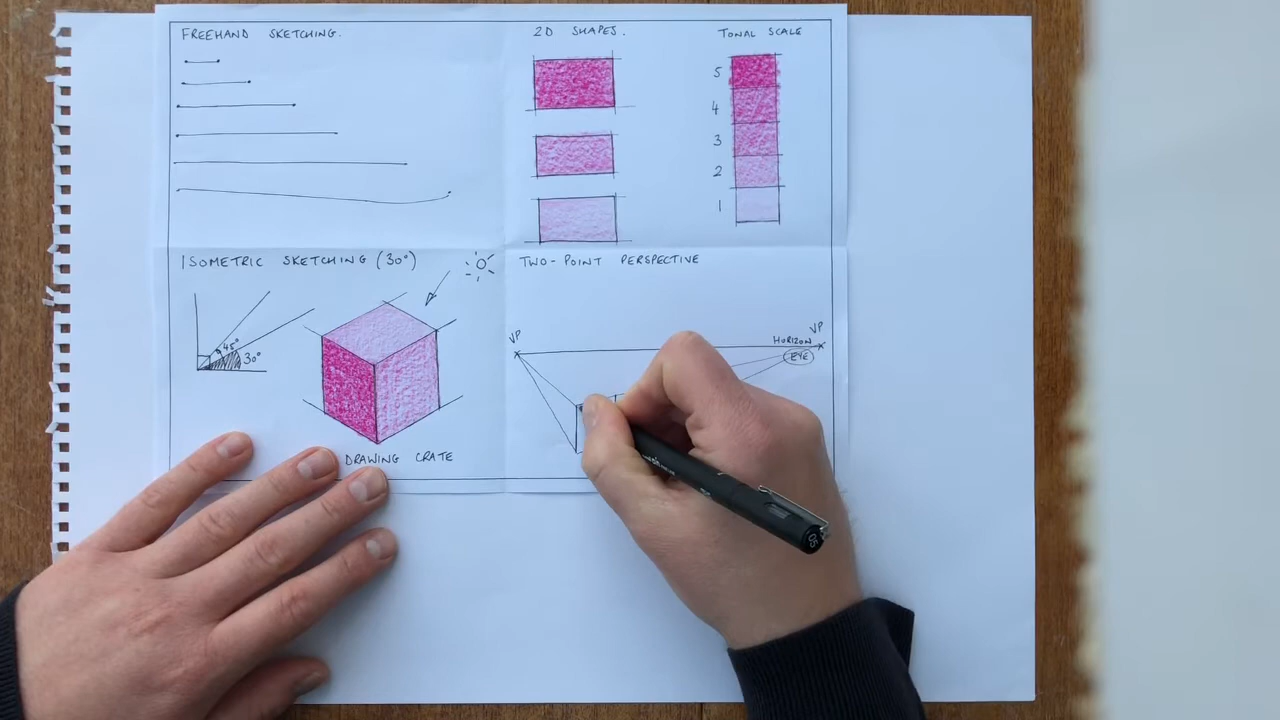 FREEHAND SKETCHING.
2D SHAPES.
TONAL SCALE
5
4
3
2
1
ISOMETRIC SKETCHING (30°)
45°
30°
DRAWING CRATE
TWO-POINT PERSPECTIVE
VP
VP
HORIZON
EYE
05